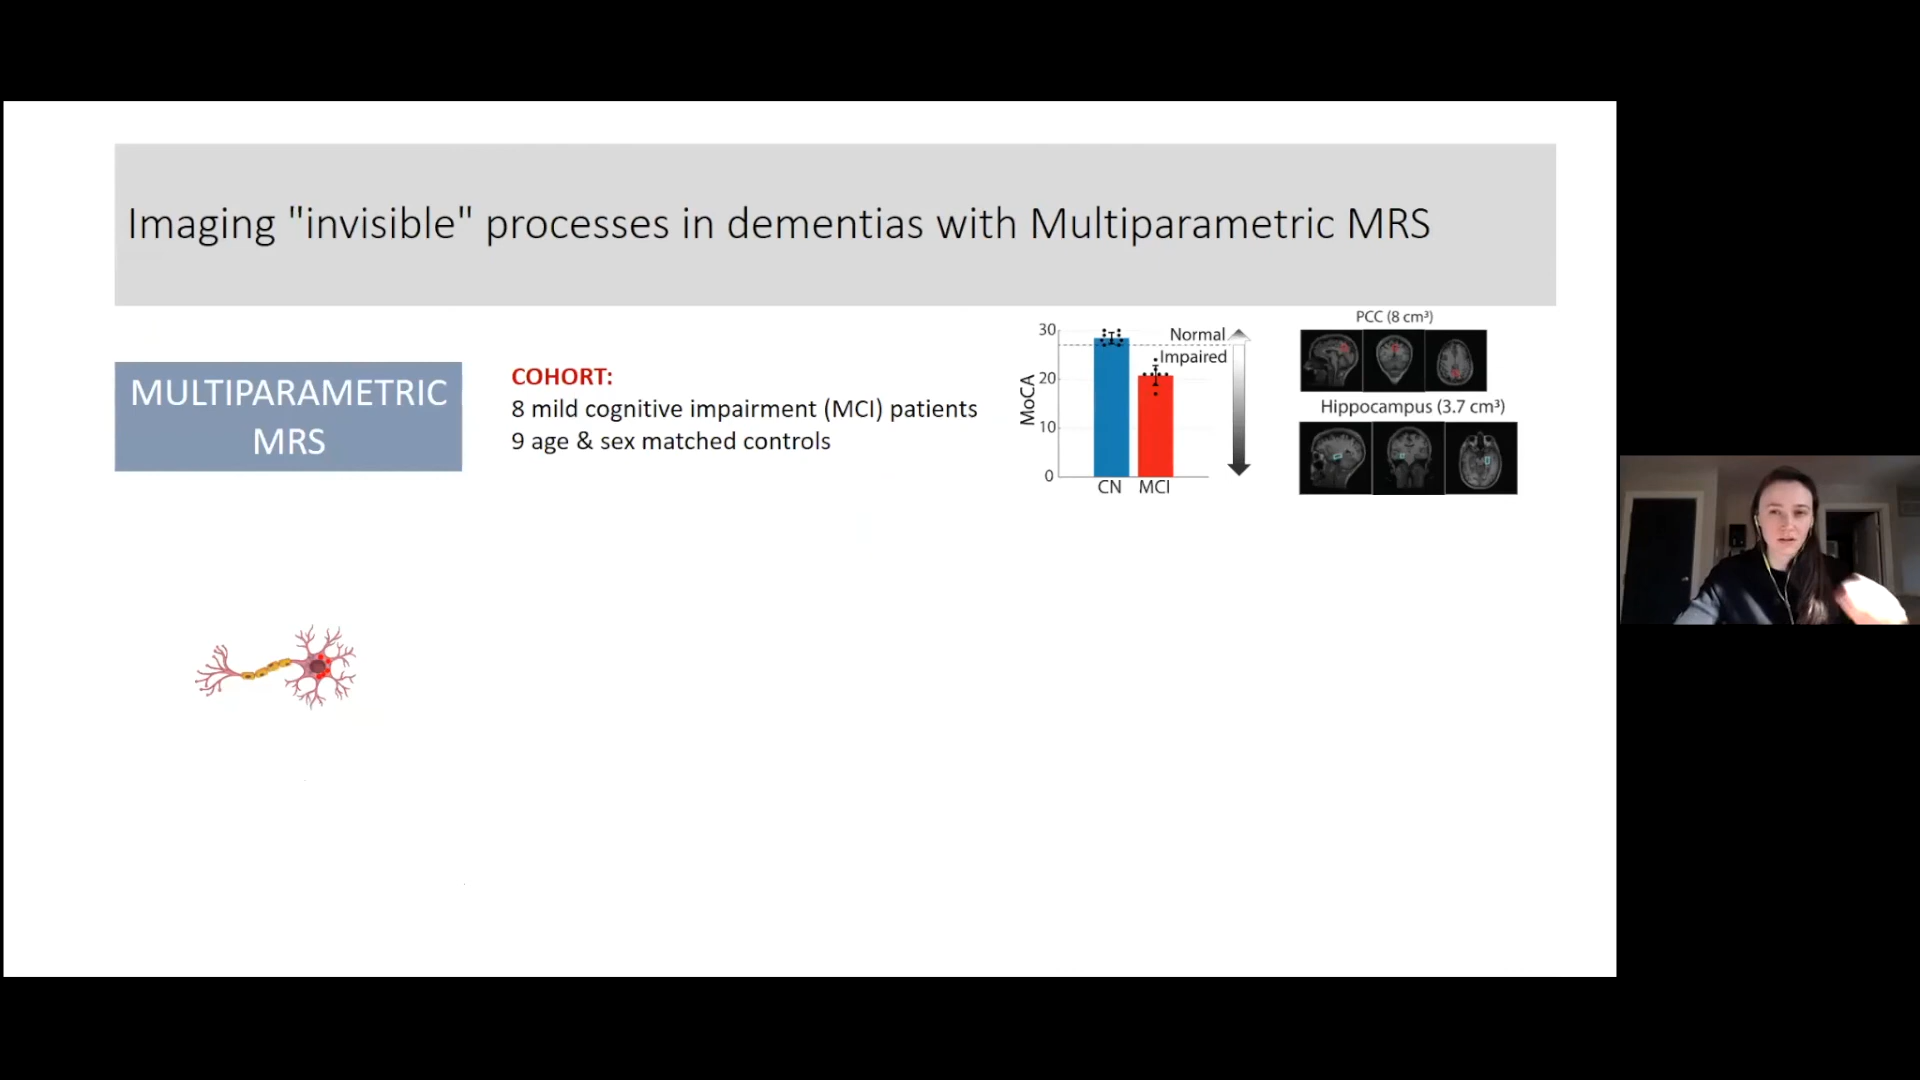 Imaging "invisible" processes in dementias with Multiparametric MRS
MULTIPARAMETRIC
MRS
COHORT:
8 mild cognitive impairment (MCI) patients
9 age & sex matched controls
MoCA
30
20
10
0
Normal
Impaired
CN MCI
PCC (8 cm³)
Hippocampus (3.7 cm³)